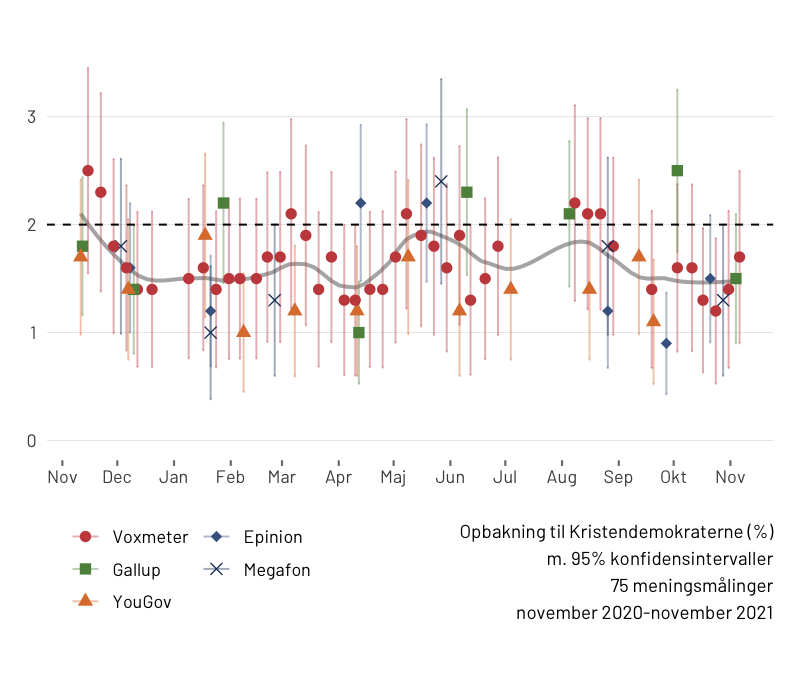 3
2
1
0
Nov Dec Jan Feb Mar Apr Maj Jun Jul Aug Sep Okt Nov
Voxmeter Epinion
Gallup Megafon
YouGov
Opbakning til Kristendemokraterne (%)
m. 95% konfidensintervaller
75 meningsmålinger
november 2020-november 2021